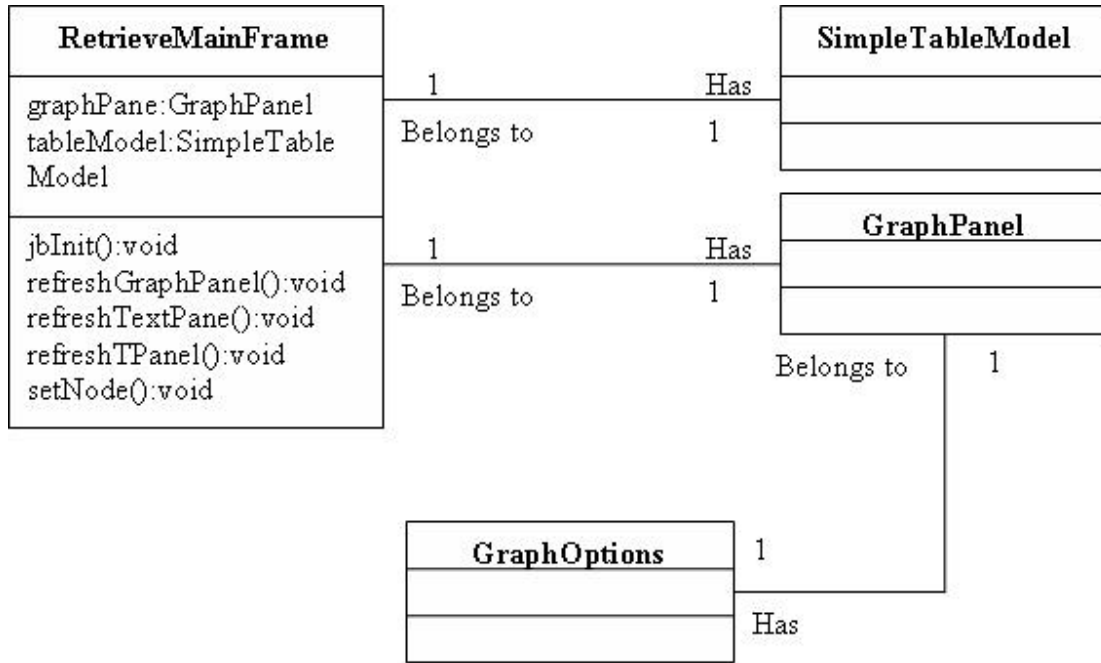 RetrieveMainFrame
graphPane:GraphPanel
tableModel:SimpleTable
Model
jbInit():void
refreshGraphPanel():void
refreshTextPane():void
refreshTPanel():void
setNode():void
1
Has
Belongs to
1
SimpleTableModel
1
Has
Belongs to
1
GraphPanel
Belongs to
1
GraphOptions
1
Has